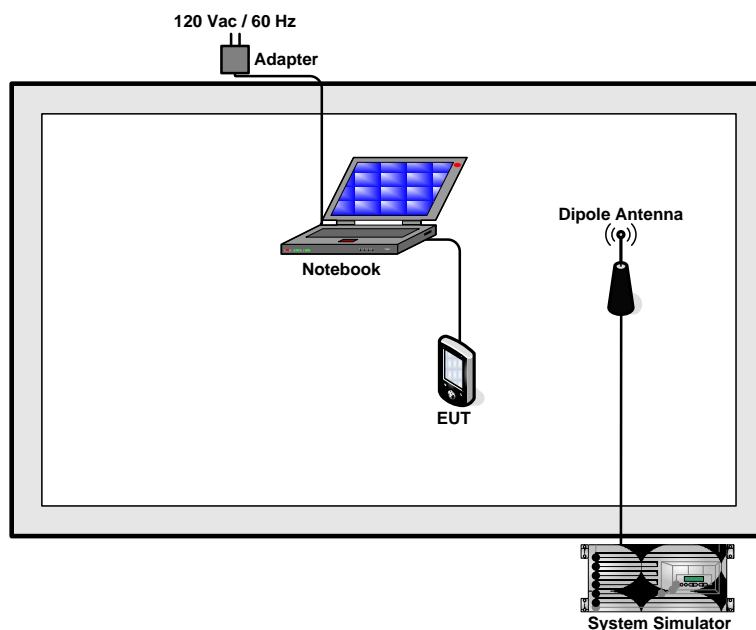 120 Vac / 60 Hz
Adapter
Dipole Antenna
Notebook
EUT
System Simulator